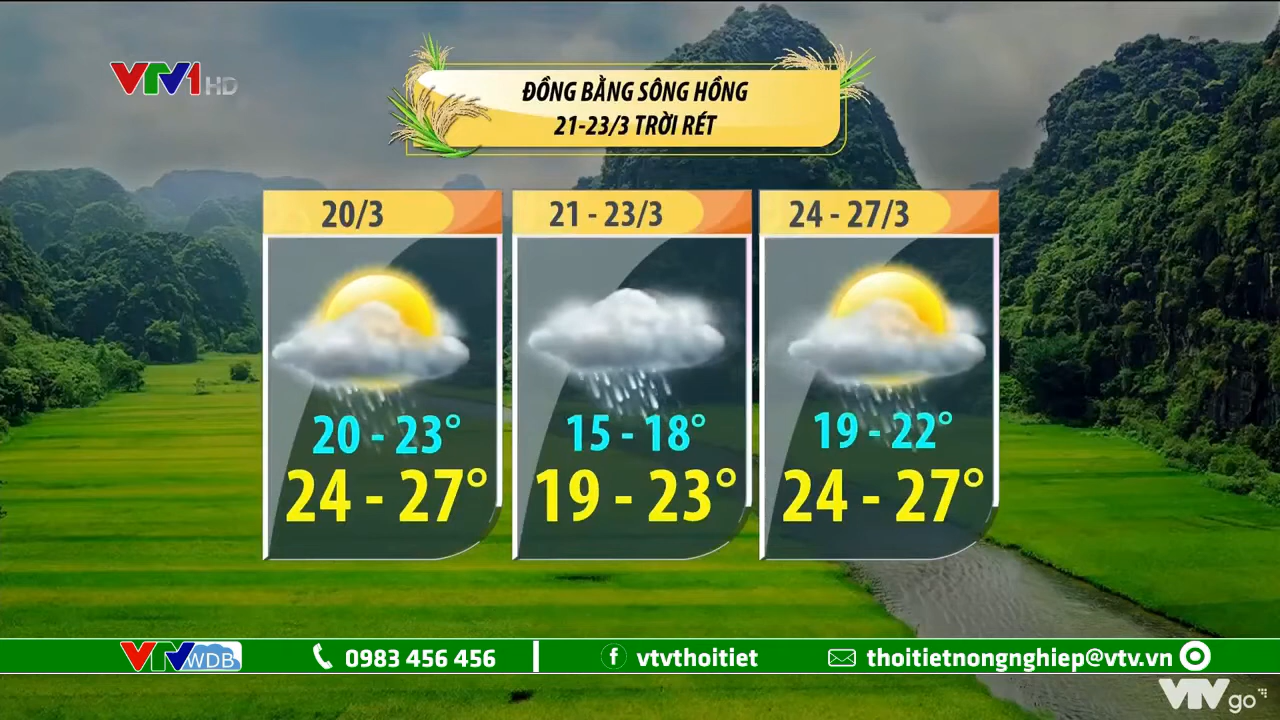 VTV1 HD
ĐỒNG BẰNG SÔNG HỒNG
21-23/3 TRỜI RÉT
20/3
21 - 23/3
24 - 27/3
20 - 23°
15 - 18°
19 - 22°
24 - 27°
19 - 23°
24 - 27°
VTV WDB
0983 456 456
vtvthoitiet
thoitietnongnghiep@vtv.vn
VTV go